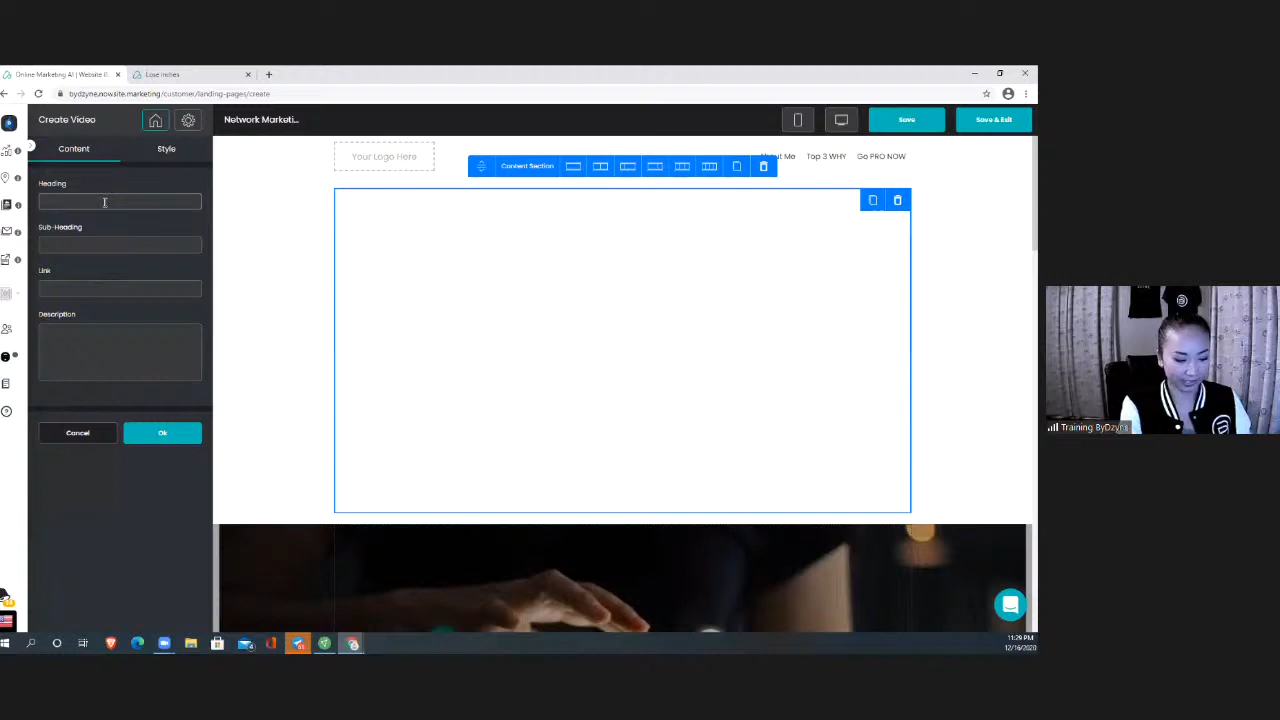 Online Marketing AI | Website B
Lose inches
bydzyne.nowsite.marketing/customer/landing-pages/create
Create Video
Network Marketi...
Save
Save & Exit
Content
Style
Your Logo Here
Content Section
About Me
Top 3 WHY
Go PRO NOW
Heading
Sub-Heading
Link
Description
Cancel
Ok
Training ByDzyne
11:29 PM
12/16/2020